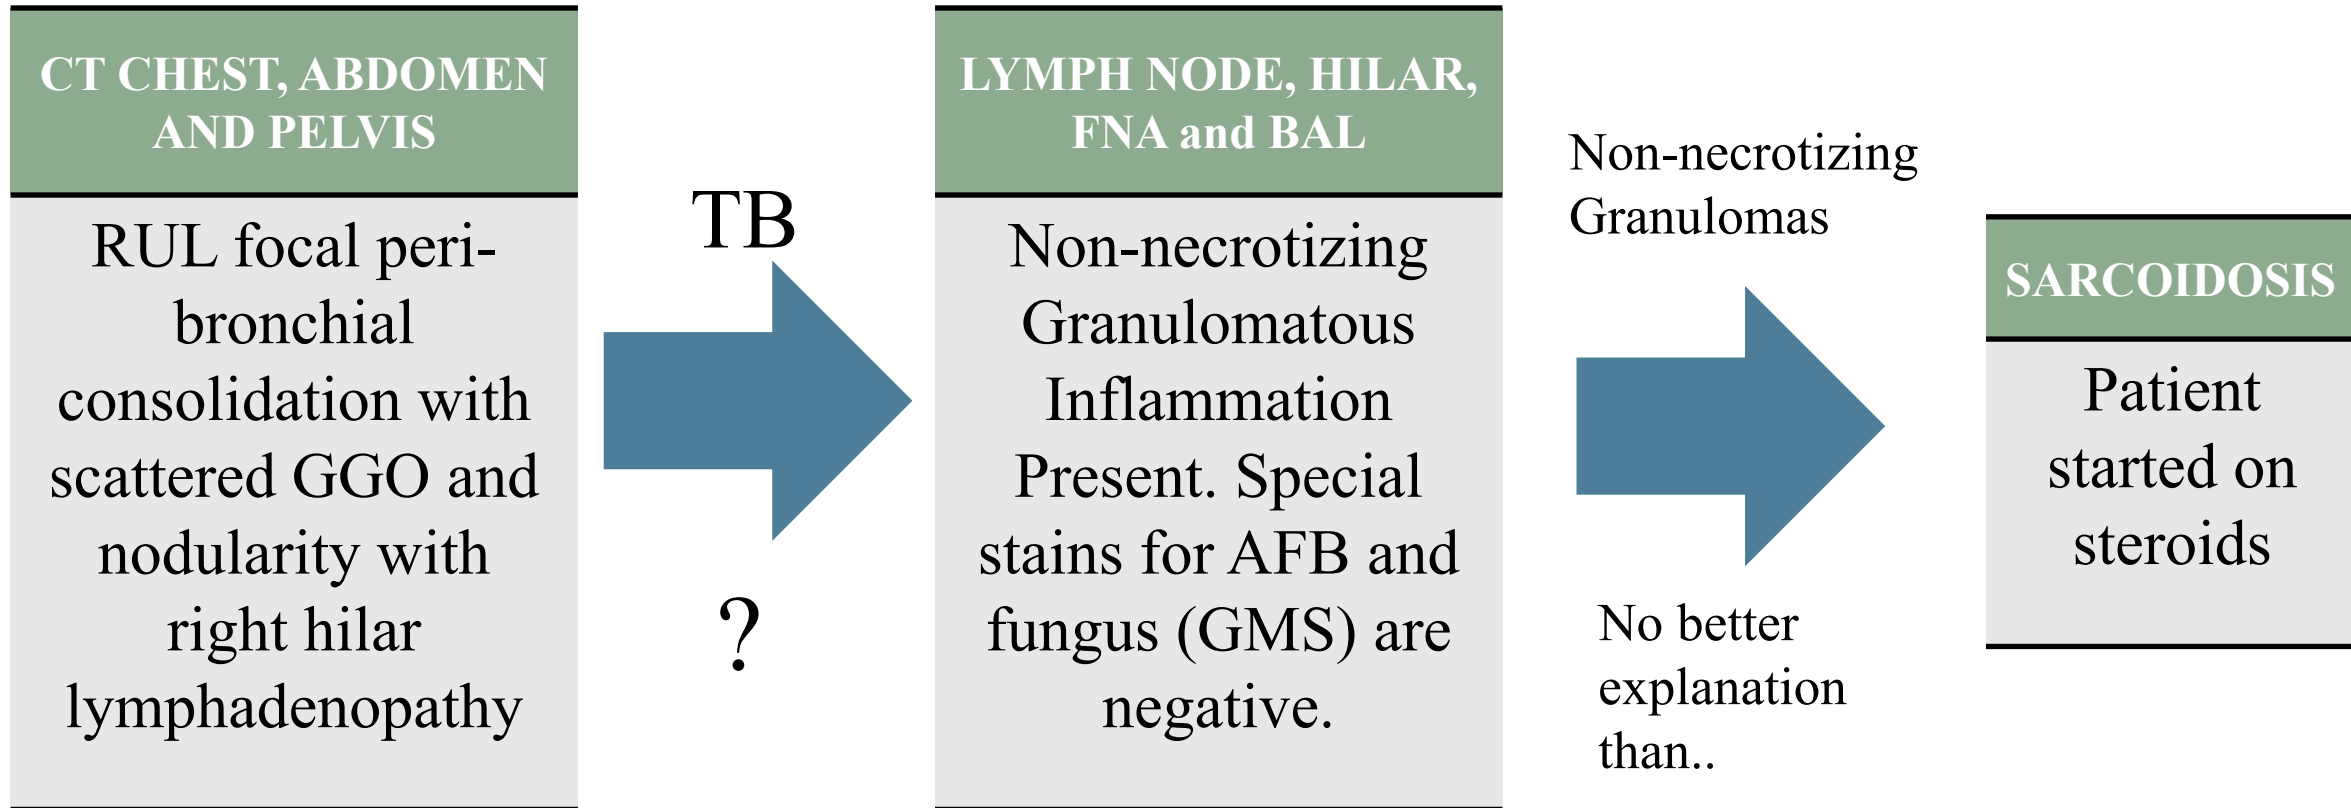 CT CHEST, ABDOMEN
AND PELVIS
RUL focal peri-
bronchial
consolidation with
scattered GGO and
nodularity with
right hilar
lymphadenopathy
TB
?
LYMPH NODE, HILAR,
FNA and BAL
Non-necrotizing
Granulomatous
Inflammation
Present. Special
stains for AFB and
fungus (GMS) are
negative.
Non-necrotizing
Granulomas
No better
explanation
than..
SARCOIDOSIS
Patient
started on
steroids